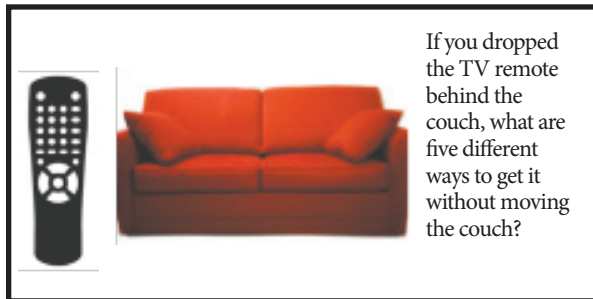 If you dropped
the TV remote
behind the
couch, what are
five different
ways to get it
without moving
the couch?